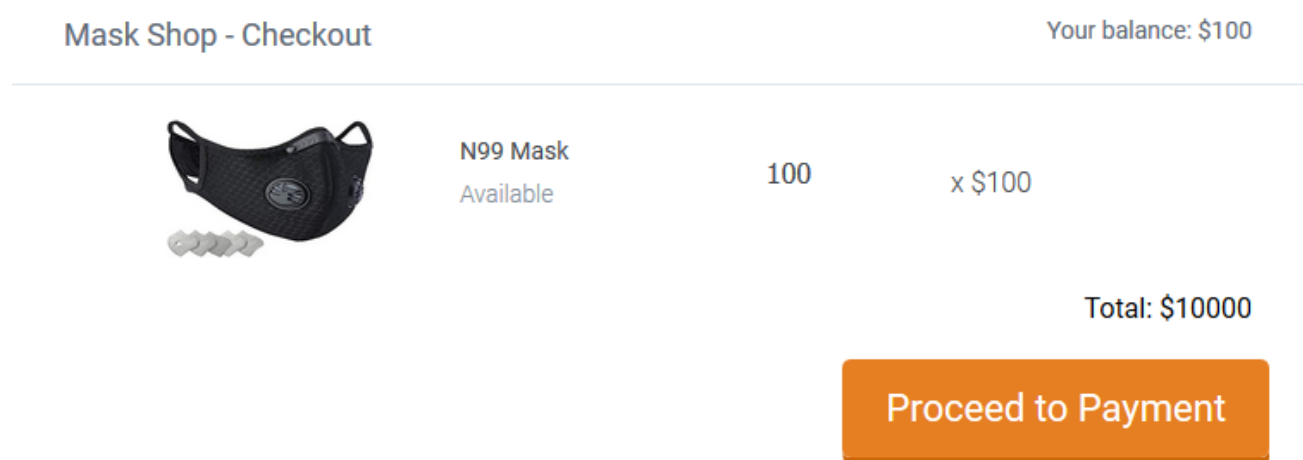 Mask Shop - Checkout
Your balance: $100
N99 Mask
Available
100
x $100
Total: $10000
Proceed to Payment